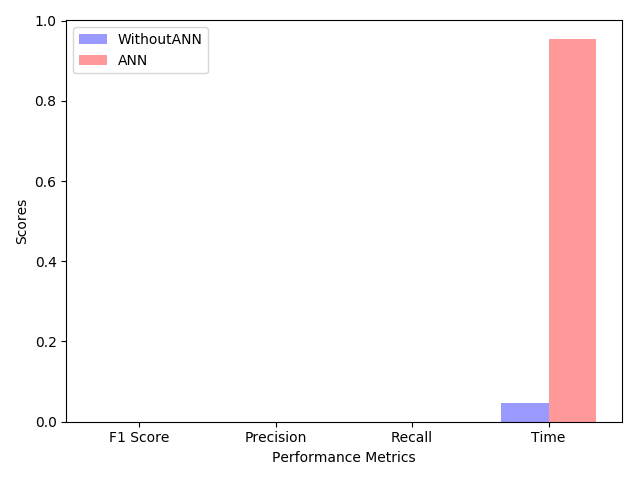 1.0
0.8
0.6
0.4
0.2
0.0
Scores
WithoutANN
ANN
F1 Score
Precision
Recall
Time
Performance Metrics